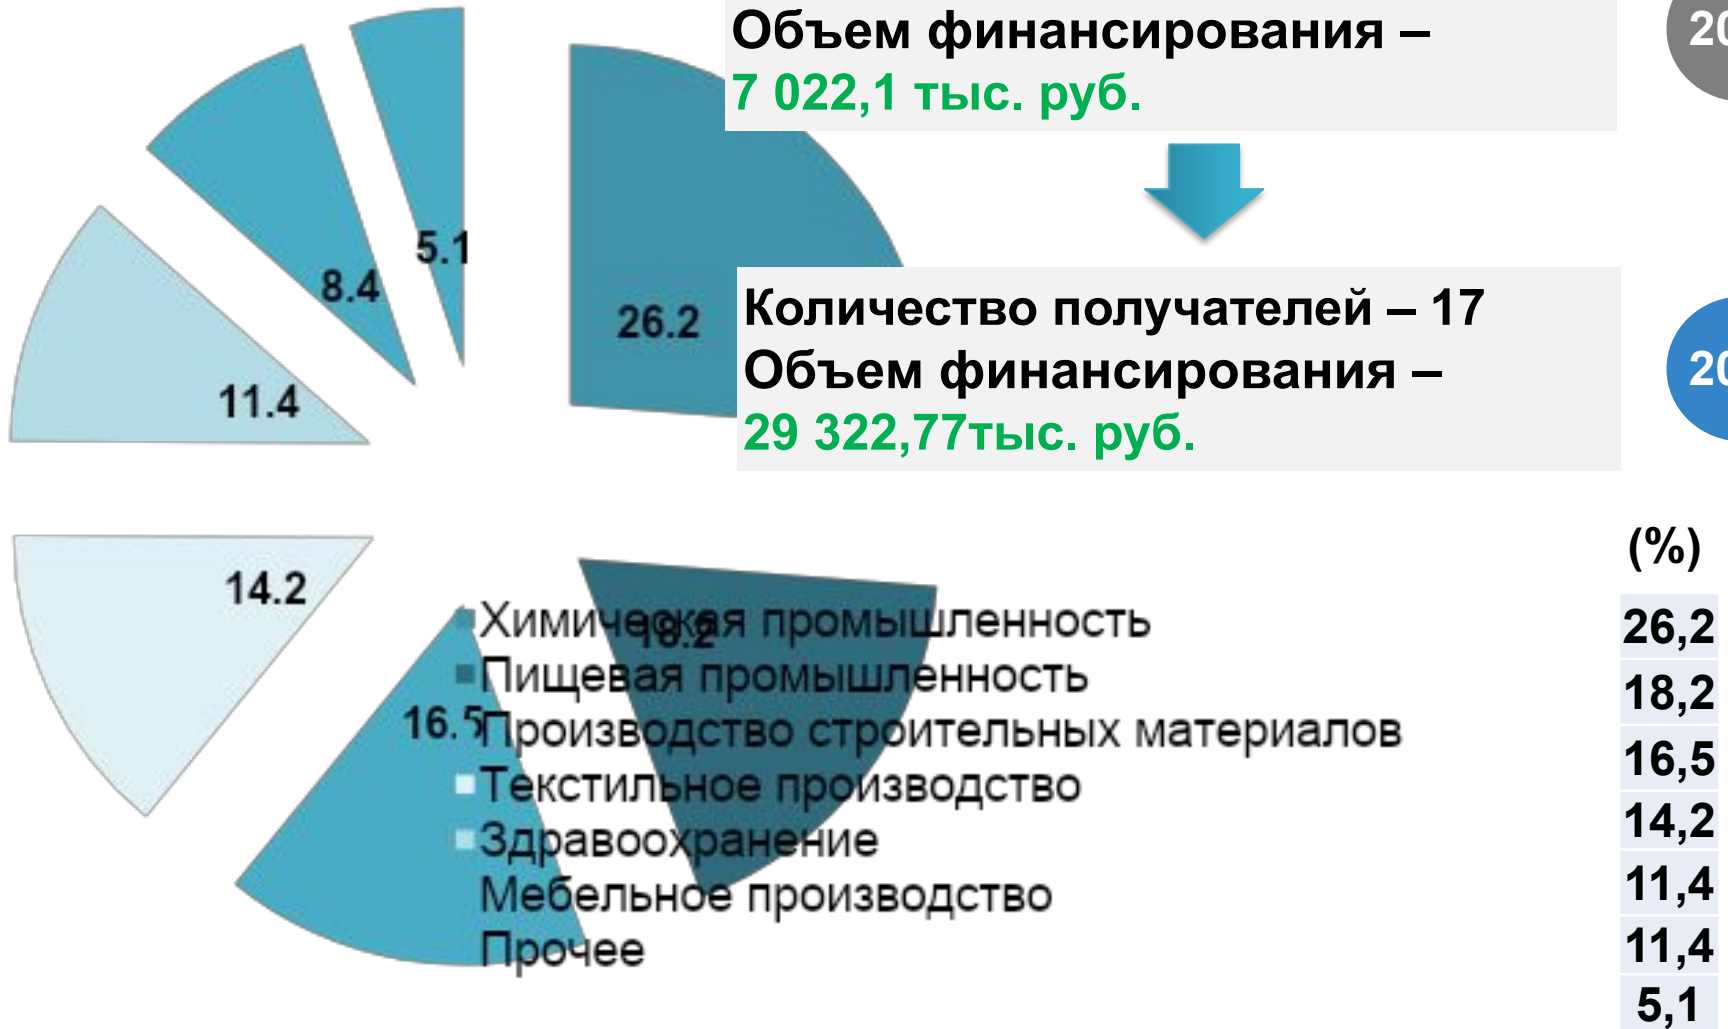 Объем финансирования –
7 022,1 тыс. руб.
20
Количество получателей – 17
Объем финансирования –
29 322,77тыс. руб.
20
5.1
8.4
26.2
11.4
14.2
18.2
16.5
Химическая промышленность
Пищевая промышленность
Производство строительных материалов
Текстильное производство
Здравоохранение
Мебельное производство
Прочее
(%)
26,2
18,2
16,5
14,2
11,4
11,4
5,1